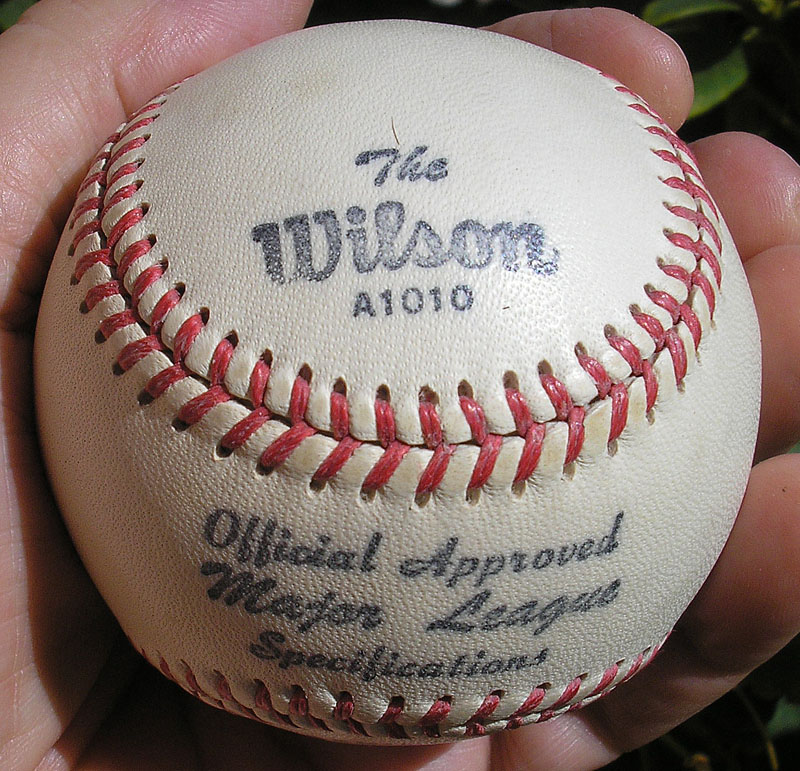 The
Wilson
A1010
Official Approved
Major League
Specifications